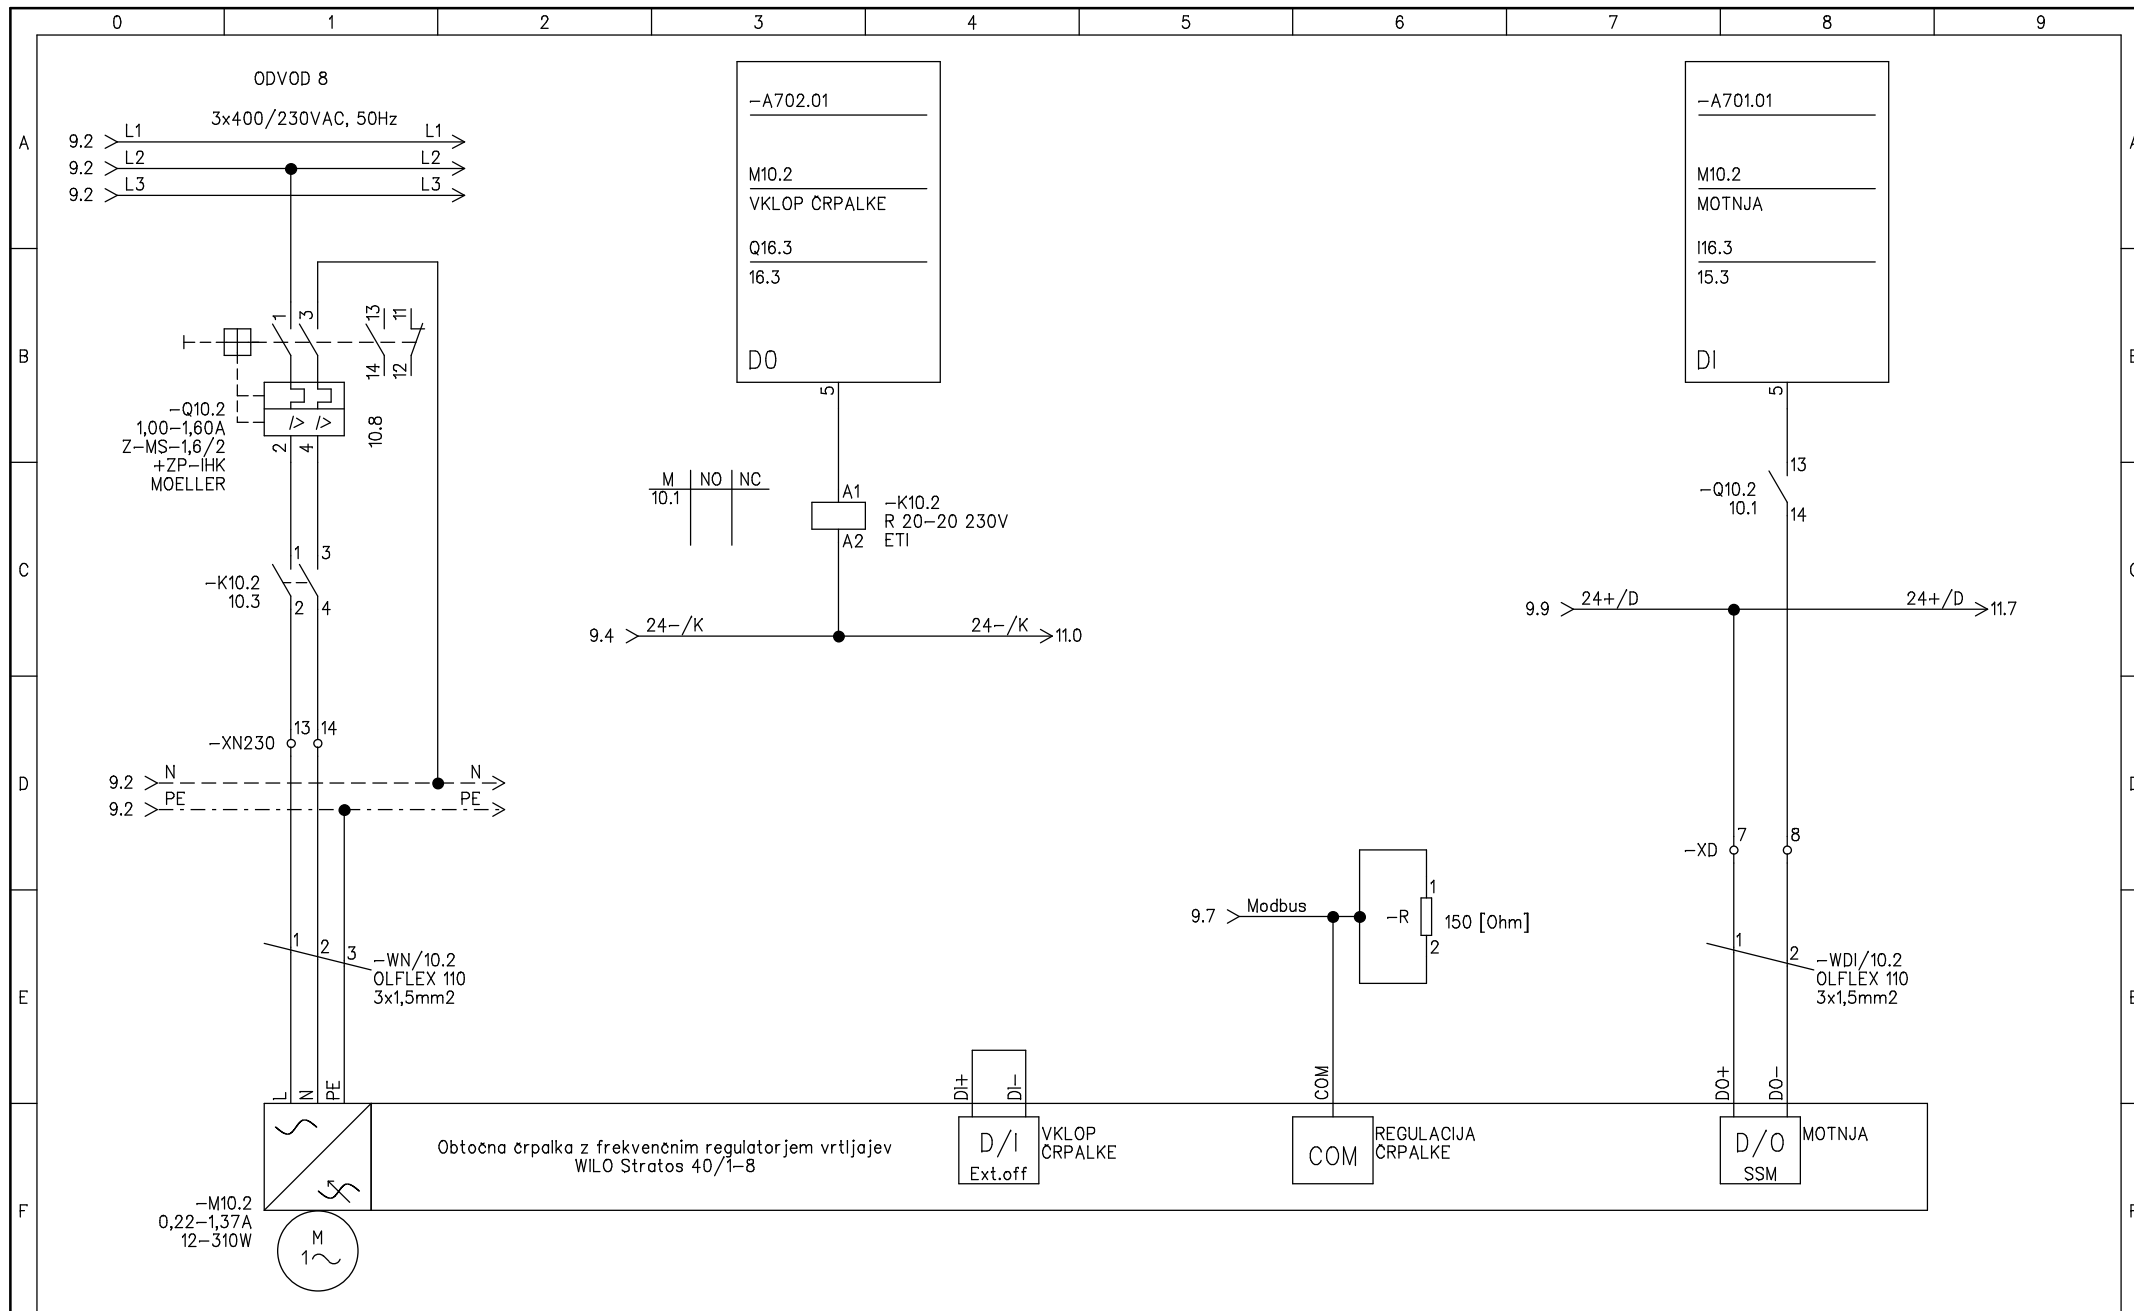 0 1 2 3 4 5 6 7 8 9
A
B
C
D
E
F
A
ODVOD 8
3x400/230VAC, 50Hz
9.2 L1 L1
9.2 L2 L2
9.2 L3 L3
1 3 13 11
14 12
-Q10.2
1,00-1,60A
Z-MS-1,6/2
+ZP-IHK
MOELLER
I> I>
2 4
10.8
1 3
-K10.2
10.3
2 4
-XN230 13 14
9.2 N N
9.2 PE PE
1 2 3
-WN/10.2
OLFLEX 110
3x1,5mm2
L N PE
-M10.2
0,22-1,37A
12-310W
M
1
Obtočna črpalka z frekvenčnim regulatorjem vrtljajev
WILO Stratos 40/1-8
-A702.01
M10.2
VKLOP ČRPALKE
Q16.3
16.3
DO
5
M NO NC
10.1
A1
A2
-K10.2
R 20-20 230V
ETI
9.4 24-/K 24-/K 11.0
DI+ DI-
D/I
Ext.off
VKLOP
ČRPALKE
9.7 Modbus
-R
1
2
150 [Ohm]
COM
COM
REGULACIJA
ČRPALKE
-A701.01
M10.2
MOTNJA
I16.3
15.3
DI
5
13
-Q10.2
10.1
14
9.9 24+/D 24+/D 11.7
-XD 7 8
1 2
-WDI/10.2
OLFLEX 110
3x1,5mm2
DO+ DO-
D/O
SSM
MOTNJA